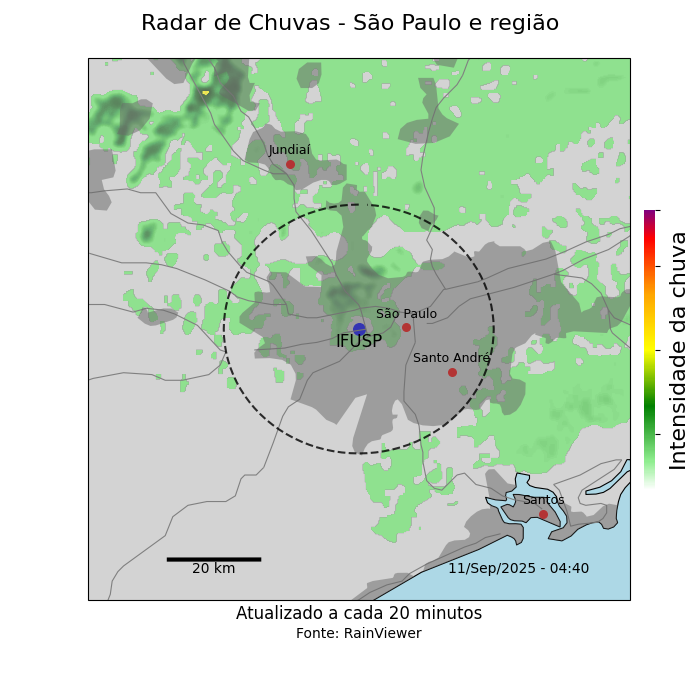 Radar de Chuvas - São Paulo e região
Jundiaí
São Paulo
IFUSP
Santo André
Santos
20 km
11/Sep/2025 - 04:40
Intensidade da chuva
Atualizado a cada 20 minutos
Fonte: RainViewer